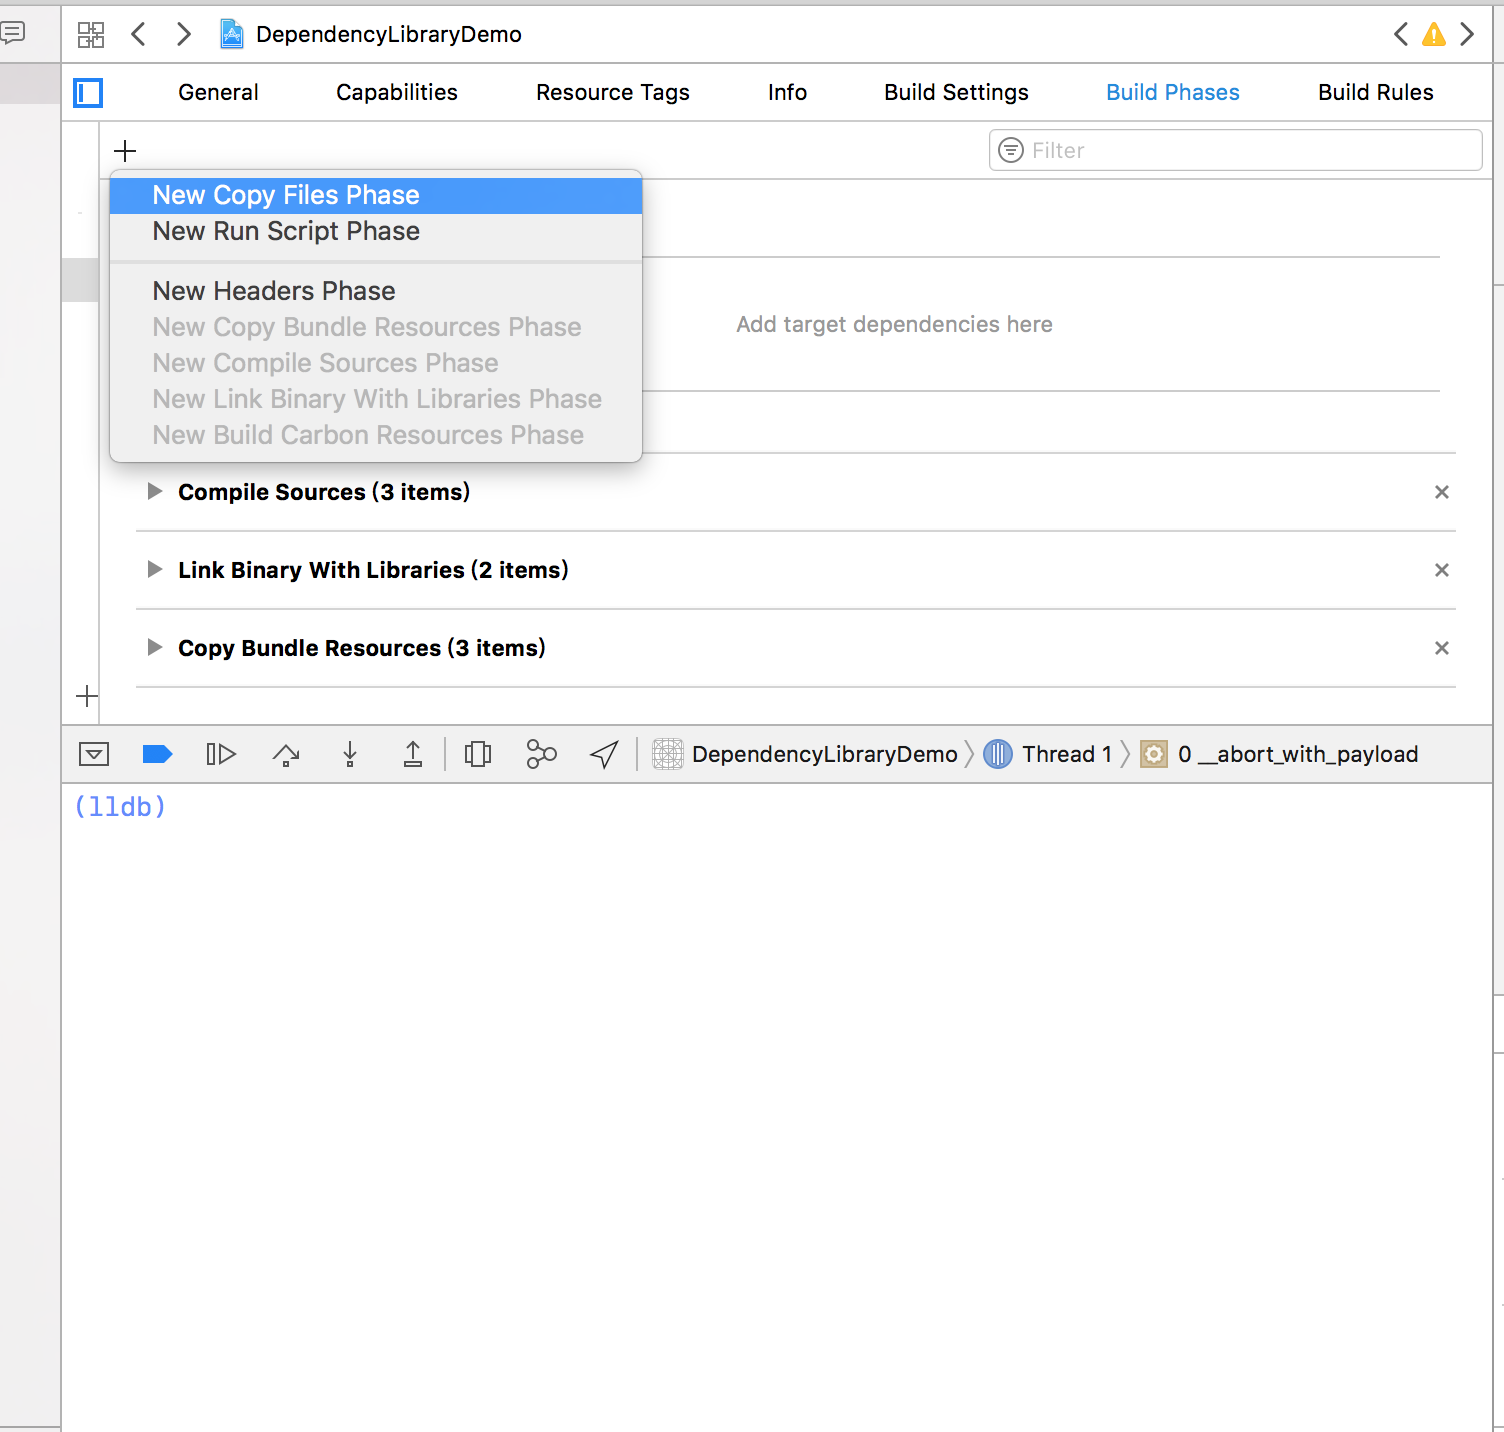 DependencyLibraryDemo
General Capabilities Resource Tags Info Build Settings Build Phases Build Rules
Filter
New Copy Files Phase
New Run Script Phase
New Headers Phase
New Copy Bundle Resources Phase
Add target dependencies here
New Compile Sources Phase
New Link Binary With Libraries Phase
New Build Carbon Resources Phase
Compile Sources (3 items)
Link Binary With Libraries (2 items)
Copy Bundle Resources (3 items)
DependencyLibraryDemo Thread 1 0 __abort_with_payload
(lldb)